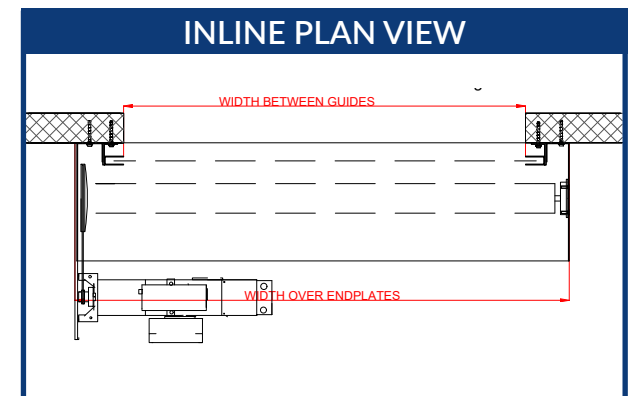 INLINE PLAN VIEW
WIDTH BETWEEN GUIDES
WIDTH OVER ENDPLATES